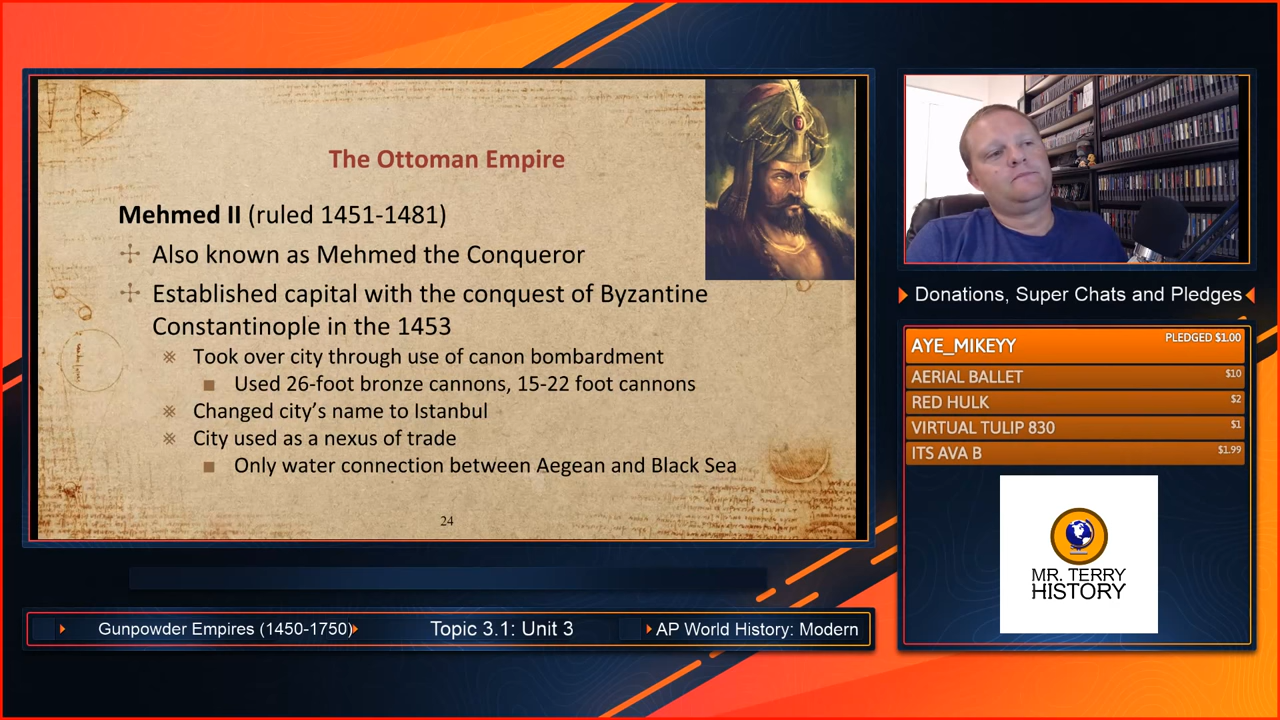 The Ottoman Empire
Mehmed II (ruled 1451-1481)
Also known as Mehmed the Conqueror
Established capital with the conquest of Byzantine
Constantinople in the 1453
Took over city through use of canon bombardment
Used 26-foot bronze cannons, 15-22 foot cannons
Changed city's name to Istanbul
City used as a nexus of trade
Only water connection between Aegean and Black Sea
24
Donations, Super Chats and Pledges
AYE_MIKEYY PLEDGED $1.00
AERIAL BALLET $10
RED HULK $2
VIRTUAL TULIP 830 $1
ITS AVA B $1.99
MR. TERRY
HISTORY
Gunpowder Empires (1450-1750)
Topic 3.1: Unit 3
AP World History: Modern